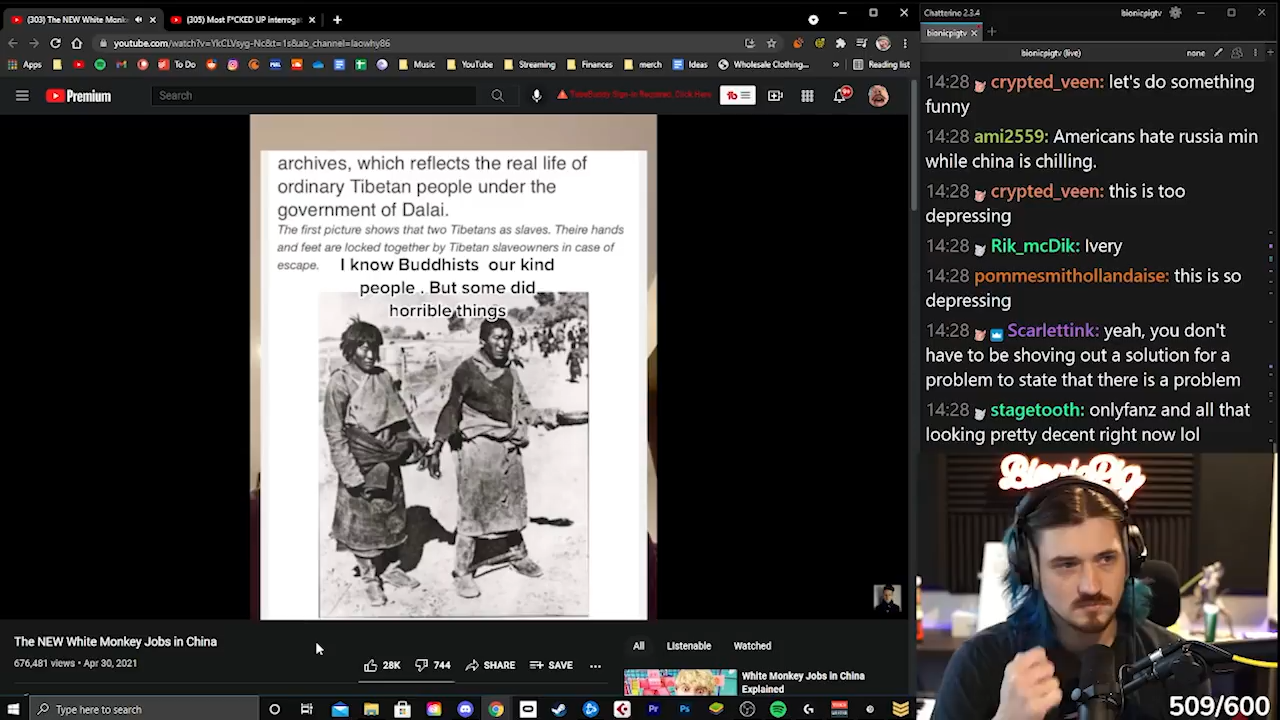 (303) The NEW White Monke
(305) Most F*CKED UP interrogat
Chatterino 2.3.4
bionicpigtv
bionicpigtv
youtube.com/watch?v=YkCLVsyg-Nc&t=1s&ab_channel=laowhy86
bionicpigtv (live)
none
Apps
To Do
Music
YouTube
Streaming
Finances
merch
Ideas
Wholesale Clothing...
Reading list
Premium
Search
9+
archives, which reflects the real life of
ordinary Tibetan people under the
government of Dalai.
The first picture shows that two Tibetans as slaves. Theire hands
and feet are locked together by Tibetan slaveowners in case of
escape.
I know Buddhists our kind
people . But some did
horrible things
14:28 crypted_veen: let's do something
funny
14:28 ami2559: Americans hate russia min
while china is chilling.
14:28 crypted_veen: this is too
depressing
14:28 Rik_mcDik: Ivery
14:28 pommesmithollandaise: this is so
depressing
14:28 Scarlettink: yeah, you don't
have to be shoving out a solution for a
problem to state that there is a problem
14:28 stagetooth: onlyfanz and all that
looking pretty decent right now lol
BionicPig
The NEW White Monkey Jobs in China
676,481 views • Apr 30, 2021
28K
744
SHARE
SAVE
All
Listenable
Watched
White Monkey Jobs in China
Explained
Type here to search
509/600